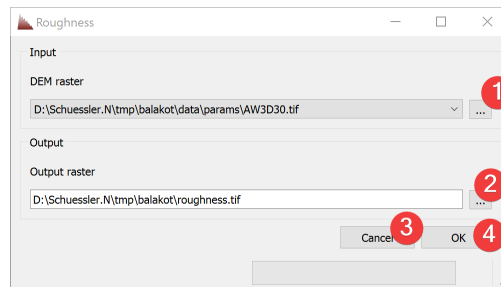 Roughness
Input
DEM raster
D:\Schuessler.N\tmp\balakot\data\params\AW3D30.tif
...
1
Output
Output raster
D:\Schuessler.N\tmp\balakot\roughness.tif
...
2
Cancel
3
OK
4